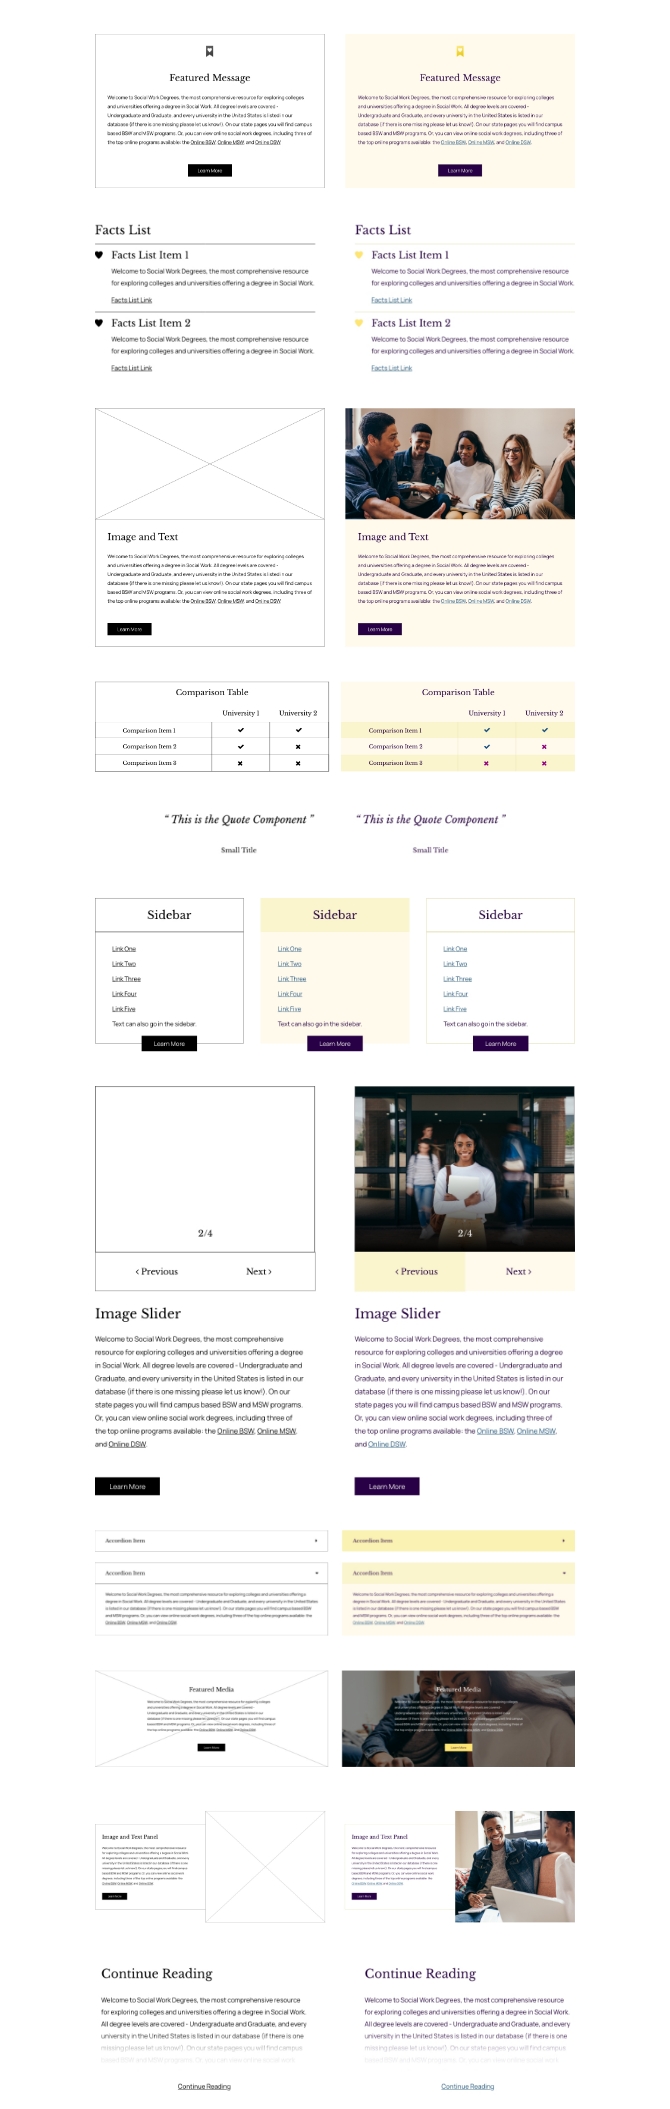 Featured Message
Welcome to Social Work Degrees, the most comprehensive resource for exploring colleges
and universities offering a degree in Social Work. All degree levels are covered -
Undergraduate and Graduate, and every university in the United States is listed in our
database (if there is one missing please let us know!). On our state pages you will find campus
based BSW and MSW programs. Or, you can view online social work degrees, including three of
the top online programs available: the Online BSW, Online MSW, and Online DSW.
Learn More
Featured Message
Welcome to Social Work Degrees, the most comprehensive resource for exploring colleges
and universities offering a degree in Social Work. All degree levels are covered -
Undergraduate and Graduate, and every university in the United States is listed in our
database (if there is one missing please let us know!). On our state pages you will find campus
based BSW and MSW programs. Or, you can view online social work degrees, including three of
the top online programs available: the Online BSW, Online MSW, and Online DSW.
Learn More
Facts List
Facts List Item 1
Welcome to Social Work Degrees, the most comprehensive resource
for exploring colleges and universities offering a degree in Social Work.
Facts List Link
Facts List Item 2
Welcome to Social Work Degrees, the most comprehensive resource
for exploring colleges and universities offering a degree in Social Work.
Facts List Link
Facts List
Facts List Item 1
Welcome to Social Work Degrees, the most comprehensive resource
for exploring colleges and universities offering a degree in Social Work.
Facts List Link
Facts List Item 2
Welcome to Social Work Degrees, the most comprehensive resource
for exploring colleges and universities offering a degree in Social Work.
Facts List Link
Image and Text
Welcome to Social Work Degrees, the most comprehensive resource for exploring colleges
and universities offering a degree in Social Work. All degree levels are covered -
Undergraduate and Graduate, and every university in the United States is listed in our
database (if there is one missing please let us know!). On our state pages you will find campus
based BSW and MSW programs. Or, you can view online social work degrees, including three of
the top online programs available: the Online BSW, Online MSW, and Online DSW.
Learn More
Image and Text
Welcome to Social Work Degrees, the most comprehensive resource for exploring colleges
and universities offering a degree in Social Work. All degree levels are covered -
Undergraduate and Graduate, and every university in the United States is listed in our
database (if there is one missing please let us know!). On our state pages you will find campus
based BSW and MSW programs. Or, you can view online social work degrees, including three of
the top online programs available: the Online BSW, Online MSW, and Online DSW.
Learn More
Comparison Table
University 1 University 2
Comparison Item 1
Comparison Item 2
Comparison Item 3
Comparison Table
University 1 University 2
Comparison Item 1
Comparison Item 2
Comparison Item 3
“ This is the Quote Component ”
Small Title
“ This is the Quote Component ”
Small Title
Sidebar
Link One
Link Two
Link Three
Link Four
Link Five
Text can also go in the sidebar.
Learn More
Sidebar
Link One
Link Two
Link Three
Link Four
Link Five
Text can also go in the sidebar.
Learn More
Sidebar
Link One
Link Two
Link Three
Link Four
Link Five
Text can also go in the sidebar.
Learn More
2/4
‹ Previous Next ›
Image Slider
Welcome to Social Work Degrees, the most comprehensive
resource for exploring colleges and universities offering a degree
in Social Work. All degree levels are covered - Undergraduate and
Graduate, and every university in the United States is listed in our
database (if there is one missing please let us know!). On our
state pages you will find campus based BSW and MSW programs.
Or, you can view online social work degrees, including three of
the top online programs available: the Online BSW, Online MSW,
and Online DSW.
Learn More
2/4
‹ Previous Next ›
Image Slider
Welcome to Social Work Degrees, the most comprehensive
resource for exploring colleges and universities offering a degree
in Social Work. All degree levels are covered - Undergraduate and
Graduate, and every university in the United States is listed in our
database (if there is one missing please let us know!). On our
state pages you will find campus based BSW and MSW programs.
Or, you can view online social work degrees, including three of
the top online programs available: the Online BSW, Online MSW,
and Online DSW.
Learn More
Accordion Item
Accordion Item
Welcome to Social Work Degrees, the most comprehensive resource for exploring colleges and universities offering a
degree in Social Work. All degree levels are covered - Undergraduate and Graduate, and every university in the United States
is listed in our database (if there is one missing please let us know!). On our state pages you will find campus based BSW
and MSW programs. Or, you can view online social work degrees, including three of the top online programs available: the
Online BSW, Online MSW, and Online DSW.
Accordion Item
Accordion Item
Welcome to Social Work Degrees, the most comprehensive resource for exploring colleges and universities offering a
degree in Social Work. All degree levels are covered - Undergraduate and Graduate, and every university in the United States
is listed in our database (if there is one missing please let us know!). On our state pages you will find campus based BSW
and MSW programs. Or, you can view online social work degrees, including three of the top online programs available: the
Online BSW, Online MSW, and Online DSW.
Featured Media
Learn More
Featured Media
Learn More
Image and Text Panel
Learn More
Image and Text Panel
Learn More
Continue Reading
Welcome to Social Work Degrees, the most comprehensive resource
for exploring colleges and universities offering a degree in Social Work.
All degree levels are covered - Undergraduate and Graduate, and every
university in the United States is listed in our database (if there is one
missing please let us know!). On our state pages you will find campus
Continue Reading
Continue Reading
Welcome to Social Work Degrees, the most comprehensive resource
for exploring colleges and universities offering a degree in Social Work.
All degree levels are covered - Undergraduate and Graduate, and every
university in the United States is listed in our database (if there is one
missing please let us know!). On our state pages you will find campus
Continue Reading